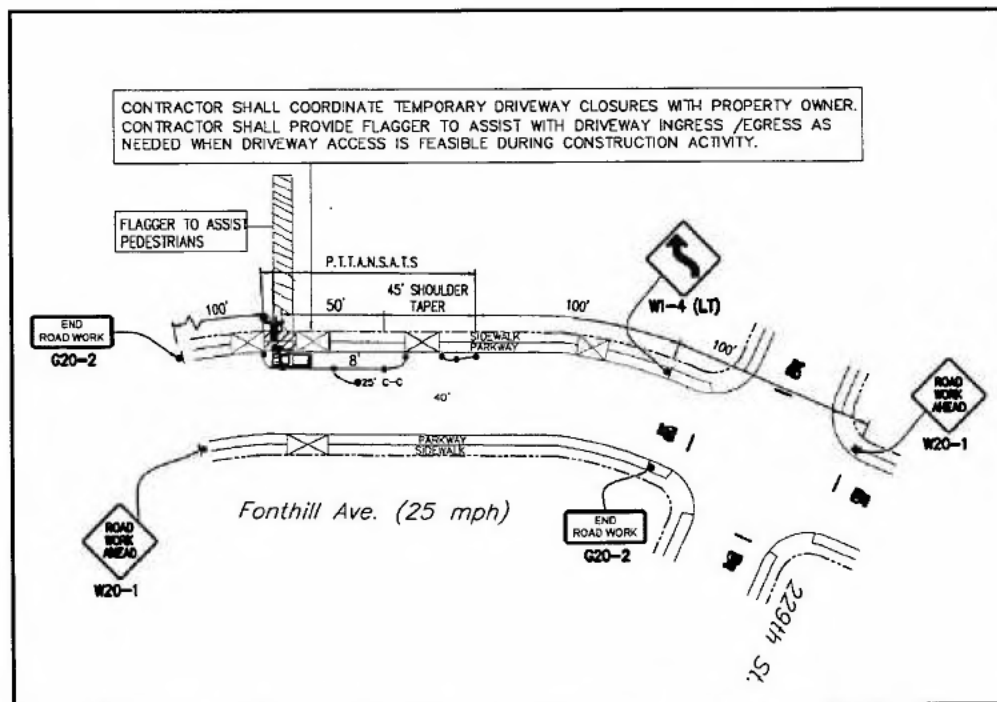 CONTRACTOR SHALL COORDINATE TEMPORARY DRIVEWAY CLOSURES WITH PROPERTY OWNER.
CONTRACTOR SHALL PROVIDE FLAGGER TO ASSIST WITH DRIVEWAY INGRESS /EGRESS AS
NEEDED WHEN DRIVEWAY ACCESS IS FEASIBLE DURING CONSTRUCTION ACTIVITY.
FLAGGER TO ASSIST
PEDESTRIANS
P.T.T.A.N.S.A.T.S
W1-4 (LT)
100'
50'
45' SHOULDER
TAPER
100'
100'
END
ROAD WORK
G20-2
SIDEWALK
PARKWAY
8'
@25' C-C
40'
ROAD
WORK
AHEAD
W20-1
PARKWAY
SIDEWALK
Fonthill Ave. (25 mph)
ROAD
WORK
AHEAD
W20-1
END
ROAD WORK
G20-2
229th St.